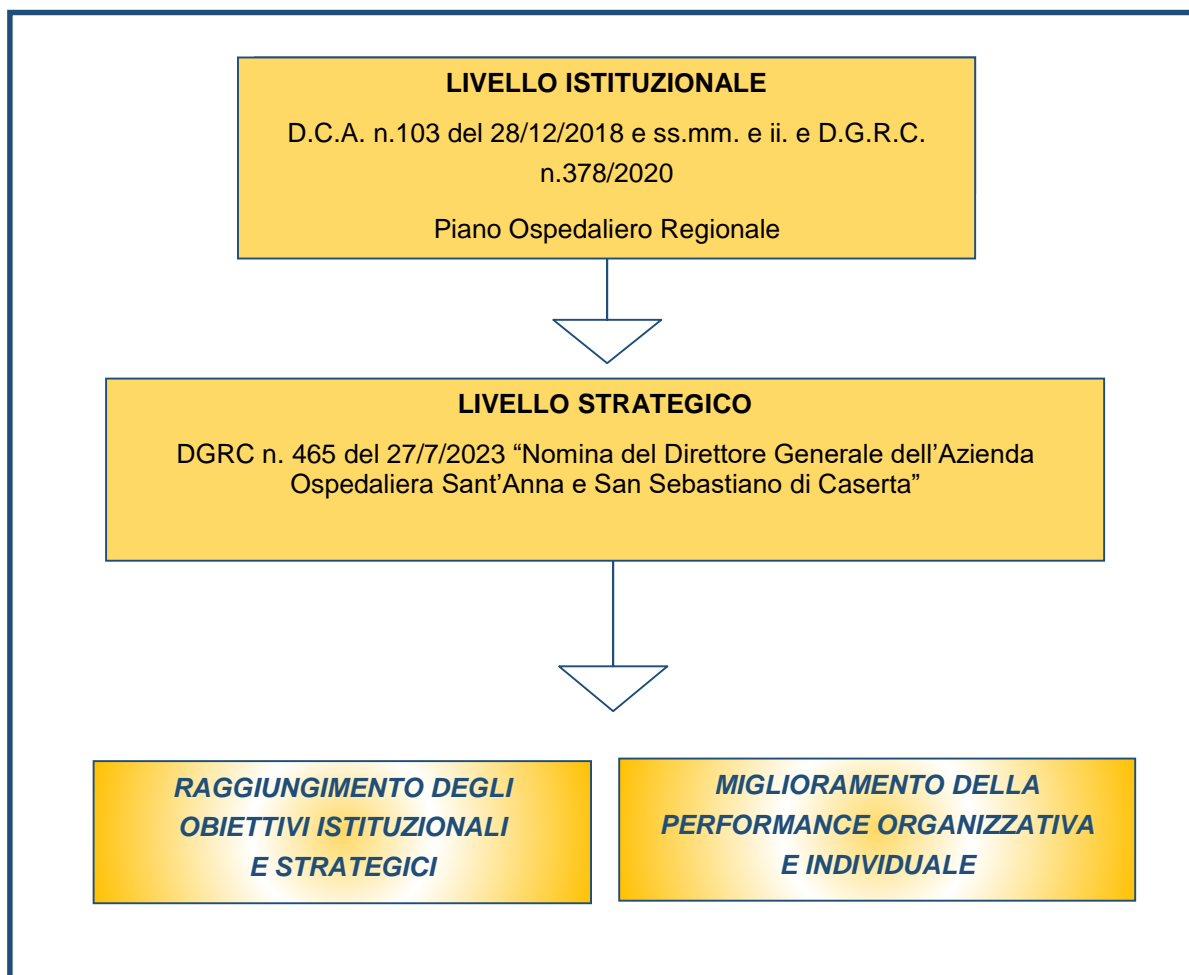 LIVELLO ISTITUZIONALE
D.C.A. n.103 del 28/12/2018 e ss.mm. e ii. e D.G.R.C.
n.378/2020
Piano Ospedaliero Regionale
LIVELLO STRATEGICO
DGRC n. 465 del 27/7/2023 “Nomina del Direttore Generale dell’Azienda
Ospedaliera Sant’Anna e San Sebastiano di Caserta”
RAGGIUNGIMENTO DEGLI
OBIETTIVI ISTITUZIONALI
E STRATEGICI
MIGLIORAMENTO DELLA
PERFORMANCE ORGANIZZATIVA
E INDIVIDUALE